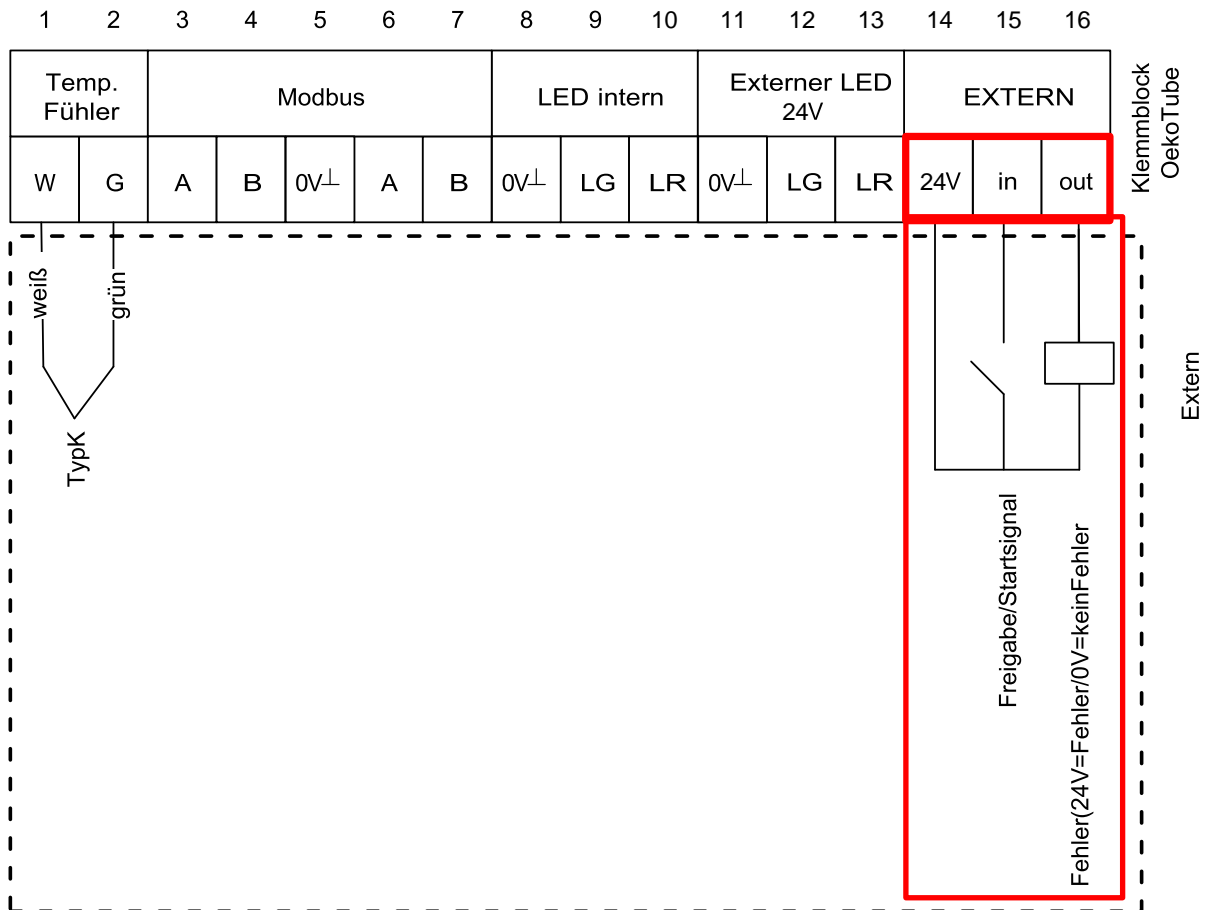 1 2 3 4 5 6 7 8 9 10 11 12 13 14 15 16
Temp.
Fühler
Modbus
LED intern
Externer LED
24V
EXTERN
Klemmblock
OekoTube
W G A B 0V⊥ A B 0V⊥ LG LR 0V⊥ LG LR 24V in out
weiß
grün
TypK
Extern
Freigabe/Startsignal
Fehler(24V=Fehler/0V=keinFehler